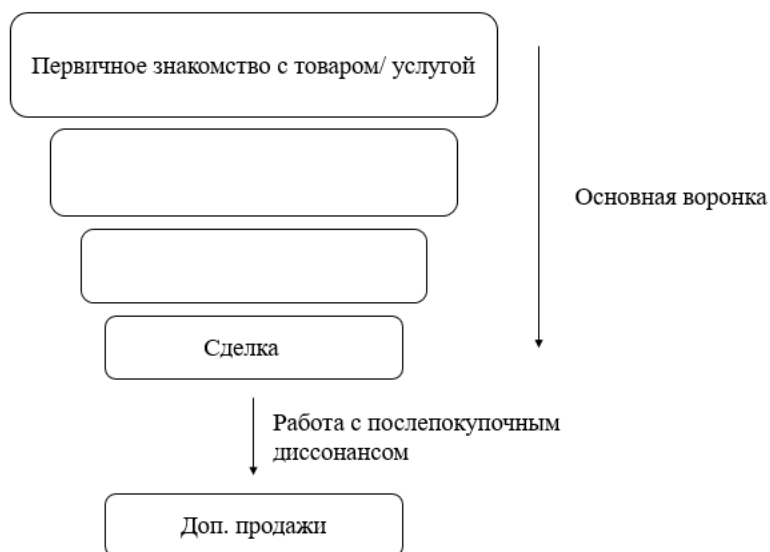 Первичное знакомство с товаром/ услугой
Основная воронка
Сделка
Работа с послепокупочным
диссонансом
Доп. продажи